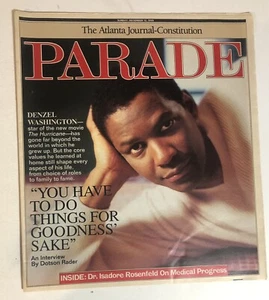 The Atlanta Journal-Constitution
PARADE
DENZEL
WASHINGTON—
star of the new movie
The Hurricane—has
gone far beyond the
world in which
he grew up. But the core
values he learned at
home still shape every
aspect of his life,
from choice of roles
to family to fame.
"YOU HAVE
TO DO
THINGS FOR
GOODNESS'
SAKE"
An Interview
By Dotson Rader
INSIDE: Dr. Isadore Rosenfeld On Medical Progress